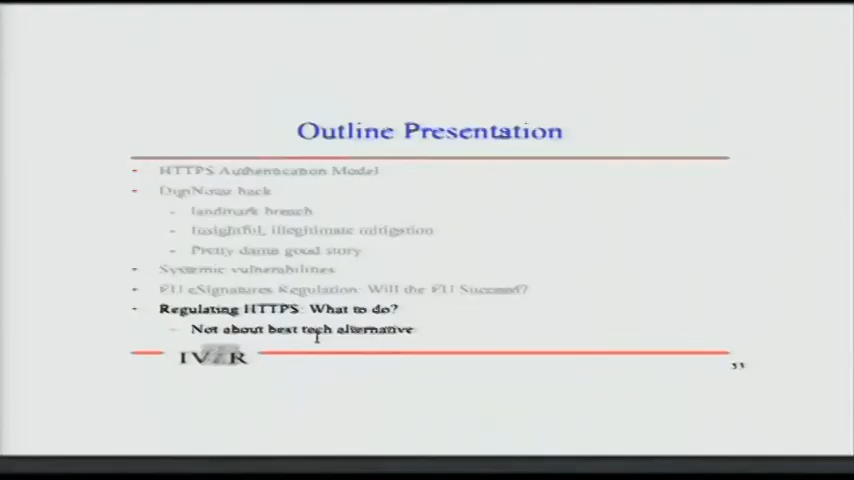 Outline Presentation
- HTTPS Authentication Model
- DigiNotar hack
- landmark breach
- Insightful, illegitimate mitigation
- Pretty damn good story
- Systemic vulnerabilities
- EU eSignatures Regulation: Will the EU Succeed?
- Regulating HTTPS: What to do?
- Not about best tech alternative
IViR
33